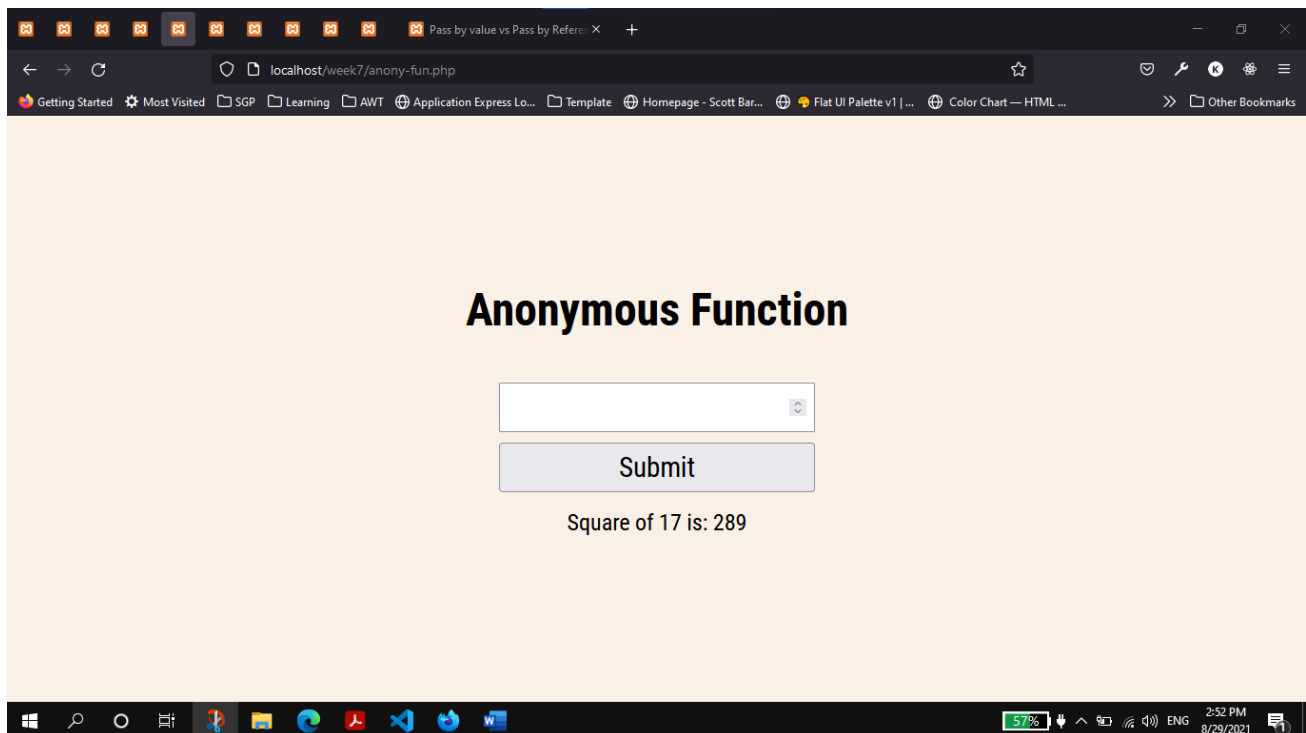 Pass by value vs Pass by Referer
localhost/week7/anony-fun.php
K
Getting Started Most Visited SGP Learning AWT Application Express Lo... Template Homepage - Scott Bar... Flat UI Palette v1 | ... Color Chart — HTML ... Other Bookmarks
Anonymous Function
Submit
Square of 17 is: 289
57% ENG 2:52 PM
8/29/2021 1